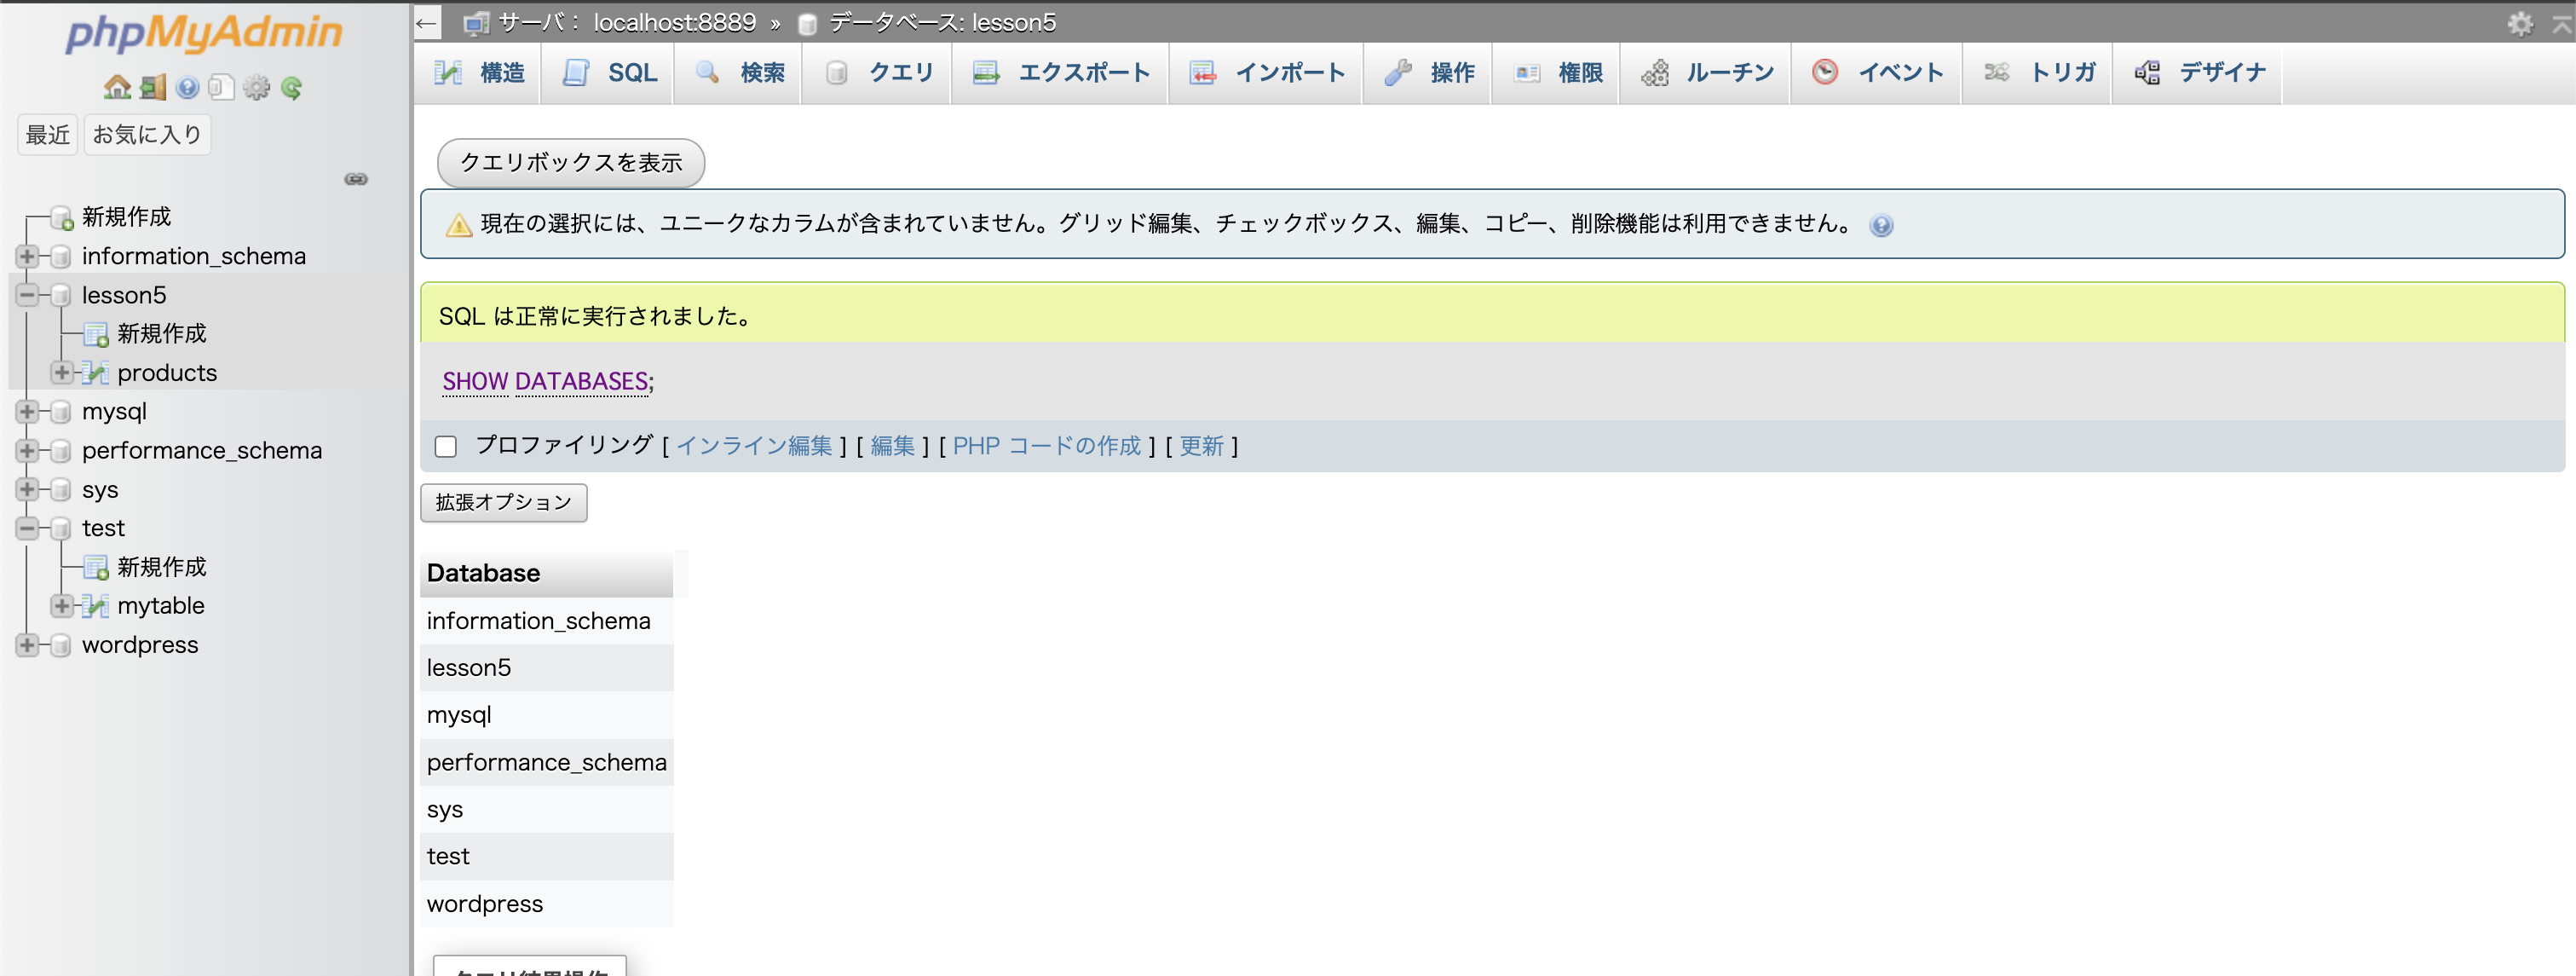 phpMyAdmin
最近 お気に入り
新規作成
information_schema
lesson5
新規作成
products
mysql
performance_schema
sys
test
新規作成
mytable
wordpress
← サーバ： localhost:8889 » データベース: lesson5
構造 SQL 検索 クエリ エクスポート インポート 操作 権限 ルーチン イベント トリガ デザイナ
クエリボックスを表示
現在の選択には、ユニークなカラムが含まれていません。グリッド編集、チェックボックス、編集、コピー、削除機能は利用できません。
SQL は正常に実行されました。
SHOW DATABASES;
プロファイリング [ インライン編集 ] [ 編集 ] [ PHP コードの作成 ] [ 更新 ]
拡張オプション
Database
information_schema
lesson5
mysql
performance_schema
sys
test
wordpress
クエリ結果操作